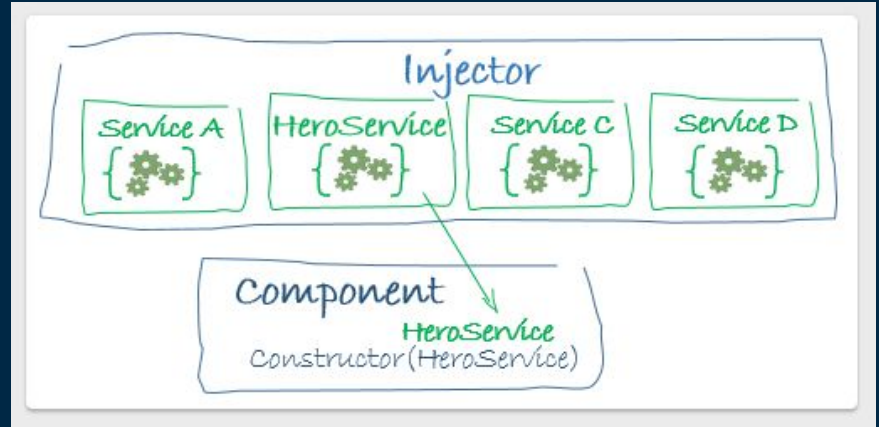 Injector
Service A
HeroService
Service C
Service D
Component
HeroService
Constructor(HeroService)